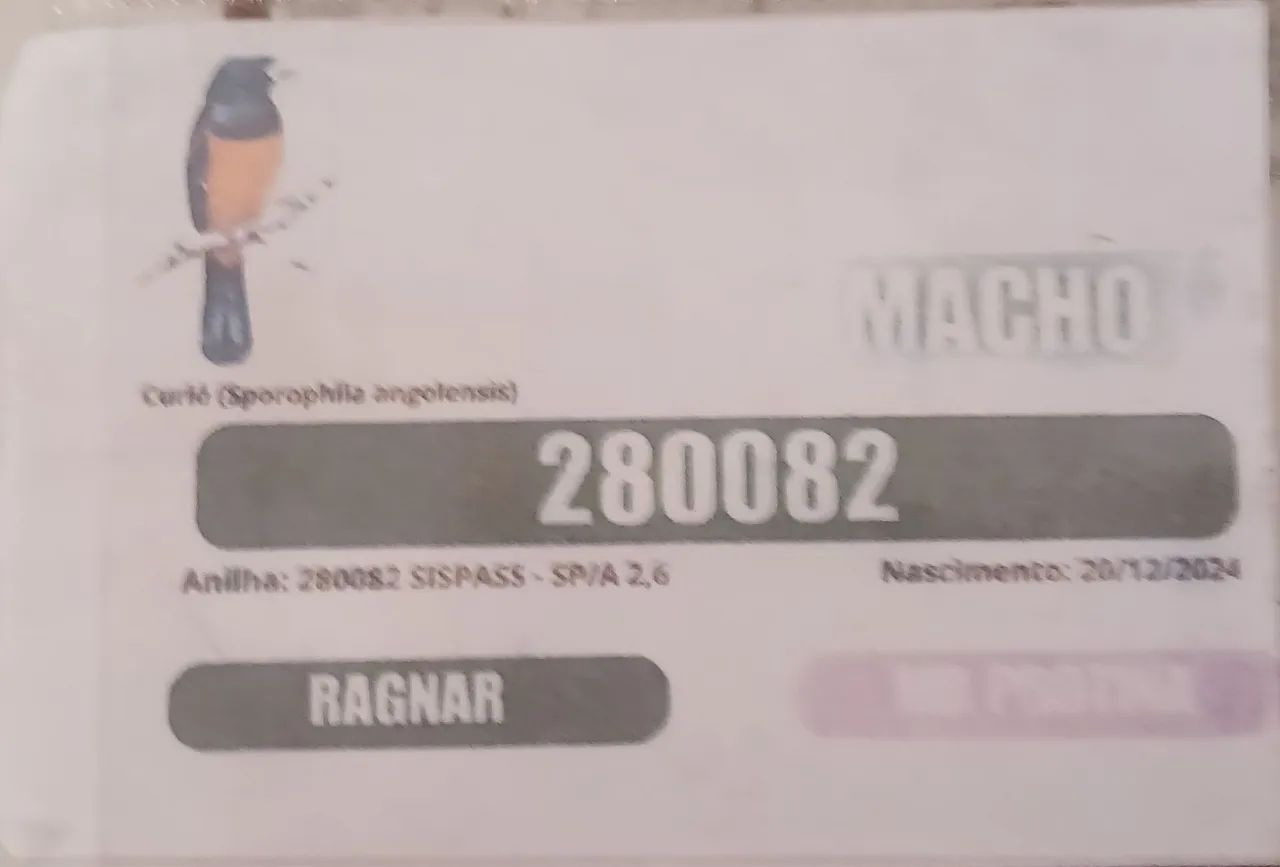 MACHO
Curió (Sporophila angolensis)
280082
Anilha: 280082 SISPASS - SP/A 2,6
Nascimento: 20/12/2024
RAGNAR